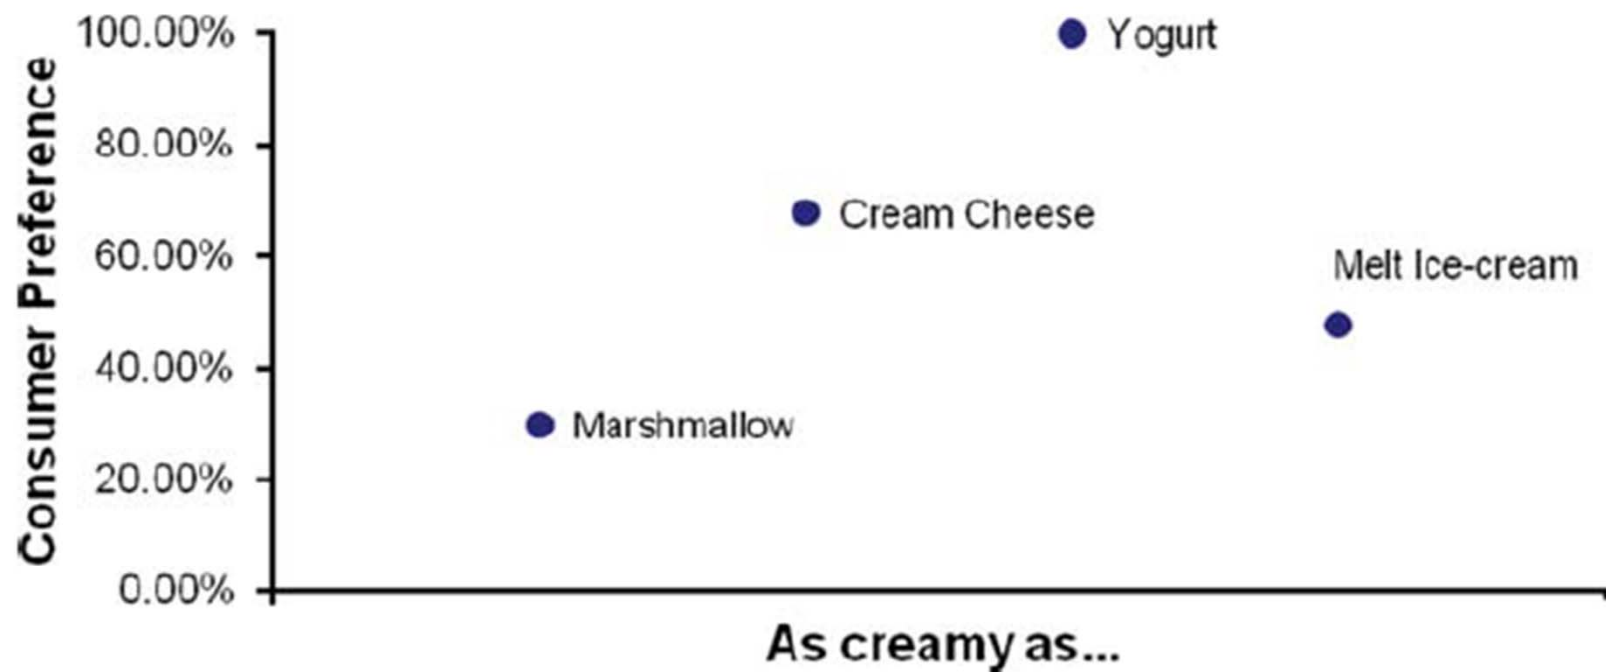 Consumer Preference
100.00%
80.00%
60.00%
40.00%
20.00%
0.00%
Yogurt
Cream Cheese
Melt Ice-cream
Marshmallow
As creamy as...